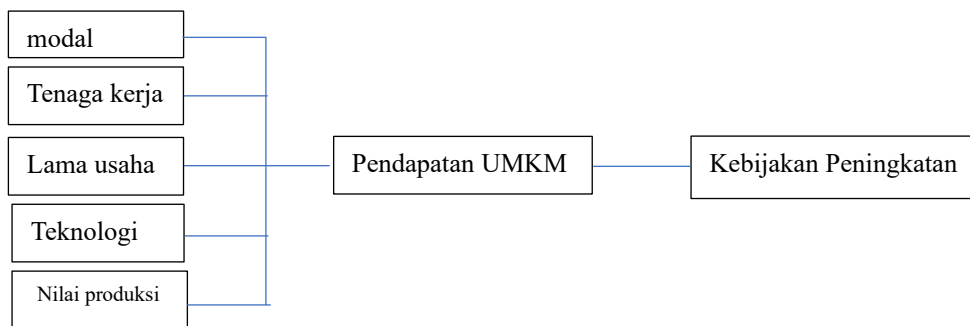 modal
Tenaga kerja
Lama usaha
Teknologi
Nilai produksi
Pendapatan UMKM
Kebijakan Peningkatan